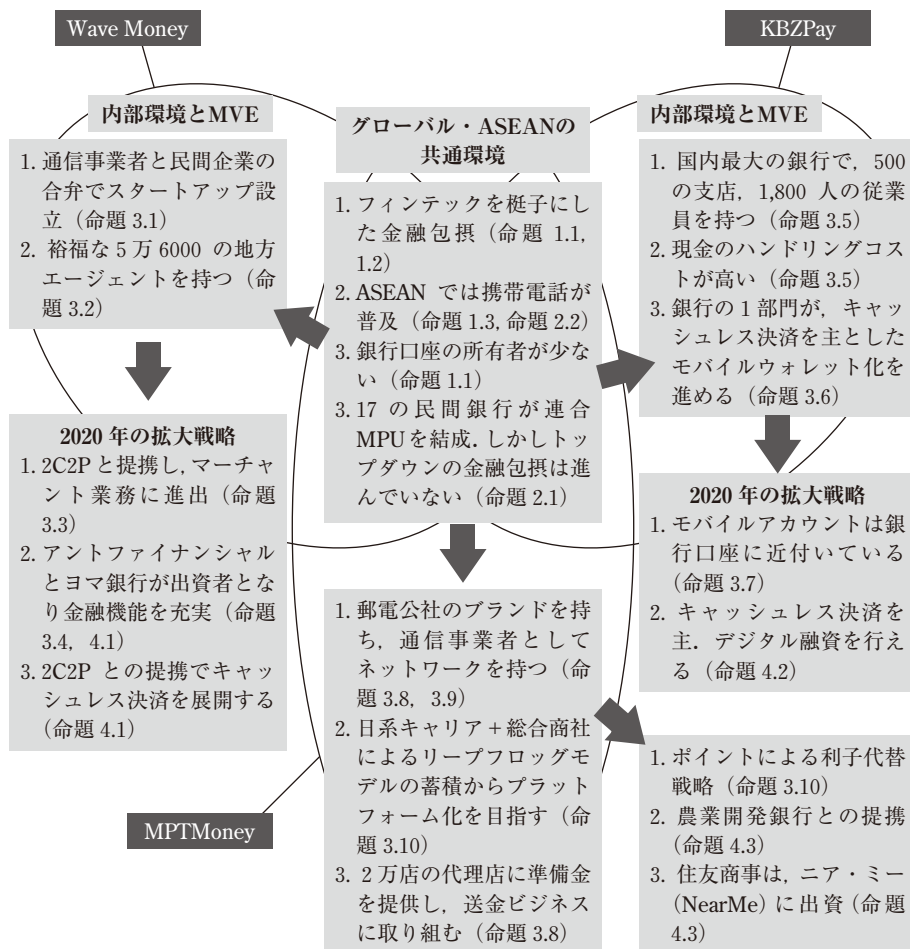 Wave Money
KBZPay
内部環境とMVE
1. 通信事業者と民間企業の
合弁でスタートアップ設
立（命題 3.1）
2. 裕福な 5 万 6000 の地方
エージェントを持つ（命
題 3.2）
2020 年の拡大戦略
1. 2C2P と提携し，マーチャ
ント業務に進出（命題
3.3）
2. アントファイナンシャル
とヨマ銀行が出資者とな
り金融機能を充実（命題
3.4，4.1）
3. 2C2P との提携でキャッ
シュレス決済を展開する
（命題 4.1）
グローバル・ASEANの
共通環境
1. フィンテックを梃子にし
た金融包摂（命題 1.1,
1.2）
2. ASEAN では携帯電話が
普及（命題 1.3, 命題 2.2）
3. 銀行口座の所有者が少な
い（命題 1.1）
3. 17 の民間銀行が連合
MPU を結成．しかしトッ
プダウンの金融包摂は進
んでいない（命題 2.1）
内部環境とMVE
1. 国内最大の銀行で，500
の支店，1,800 人の従業
員を持つ（命題 3.5）
2. 現金のハンドリングコス
トが高い（命題 3.5）
3. 銀行の 1 部門が，キャッ
シュレス決済を主とした
モバイルウォレット化を
進める（命題 3.6）
2020 年の拡大戦略
1. モバイルアカウントは銀
行口座に近付いている
（命題 3.7）
2. キャッシュレス決済を
主．デジタル融資を行え
る（命題 4.2）
MPTMoney
1. 郵電公社のブランドを持
ち，通信事業者として
ネットワークを持つ（命
題 3.8，3.9）
2. 日系キャリア + 総合商社
によるリープフロッグモ
デルの蓄積からプラット
フォーム化を目指す（命
題 3.10）
3. 2 万店の代理店に準備金
を提供し，送金ビジネス
に取り組む（命題 3.8）
1. ポイントによる利子代替
戦略（命題 3.10）
2. 農業開発銀行との提携
（命題 4.3）
3. 住友商事は，ニア・ミー
（NearMe）に出資（命題
4.3）